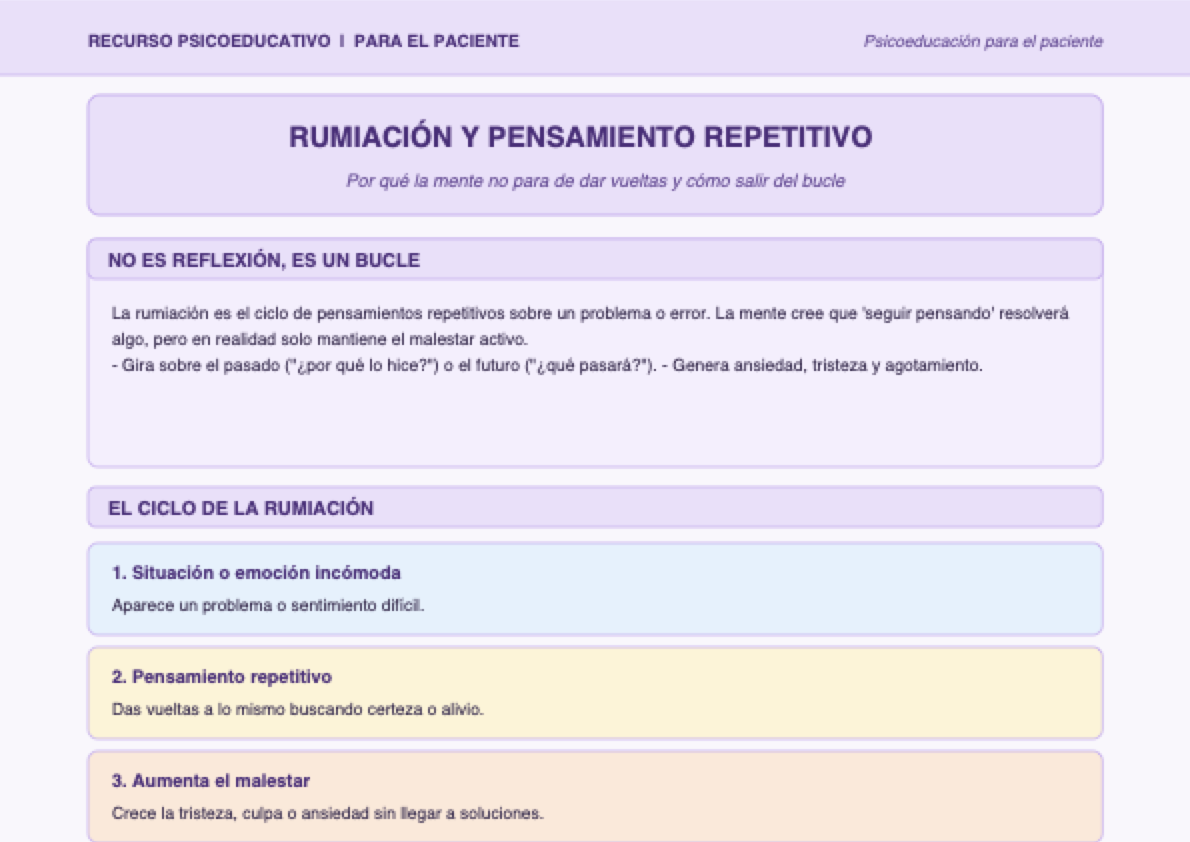 RECURSO PSICOEDUCATIVO | PARA EL PACIENTE
Psicoeducación para el paciente
RUMIACIÓN Y PENSAMIENTO REPETITIVO
Por qué la mente no para de dar vueltas y cómo salir del bucle
NO ES REFLEXIÓN, ES UN BUCLE
La rumiación es el ciclo de pensamientos repetitivos sobre un problema o error. La mente cree que 'seguir pensando' resolverá
algo, pero en realidad solo mantiene el malestar activo.
- Gira sobre el pasado ("¿por qué lo hice?") o el futuro ("¿qué pasará?"). - Genera ansiedad, tristeza y agotamiento.
EL CICLO DE LA RUMIACIÓN
1. Situación o emoción incómoda
Aparece un problema o sentimiento difícil.
2. Pensamiento repetitivo
Das vueltas a lo mismo buscando certeza o alivio.
3. Aumenta el malestar
Crece la tristeza, culpa o ansiedad sin llegar a soluciones.